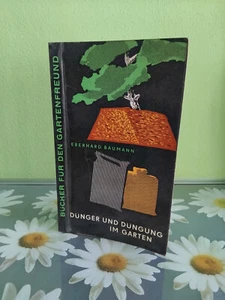 BÜCHER FÜR DEN GARTENFREUND
EBERHARD BAUMANN
DÜNGER UND DÜNGUNG
IM GARTEN